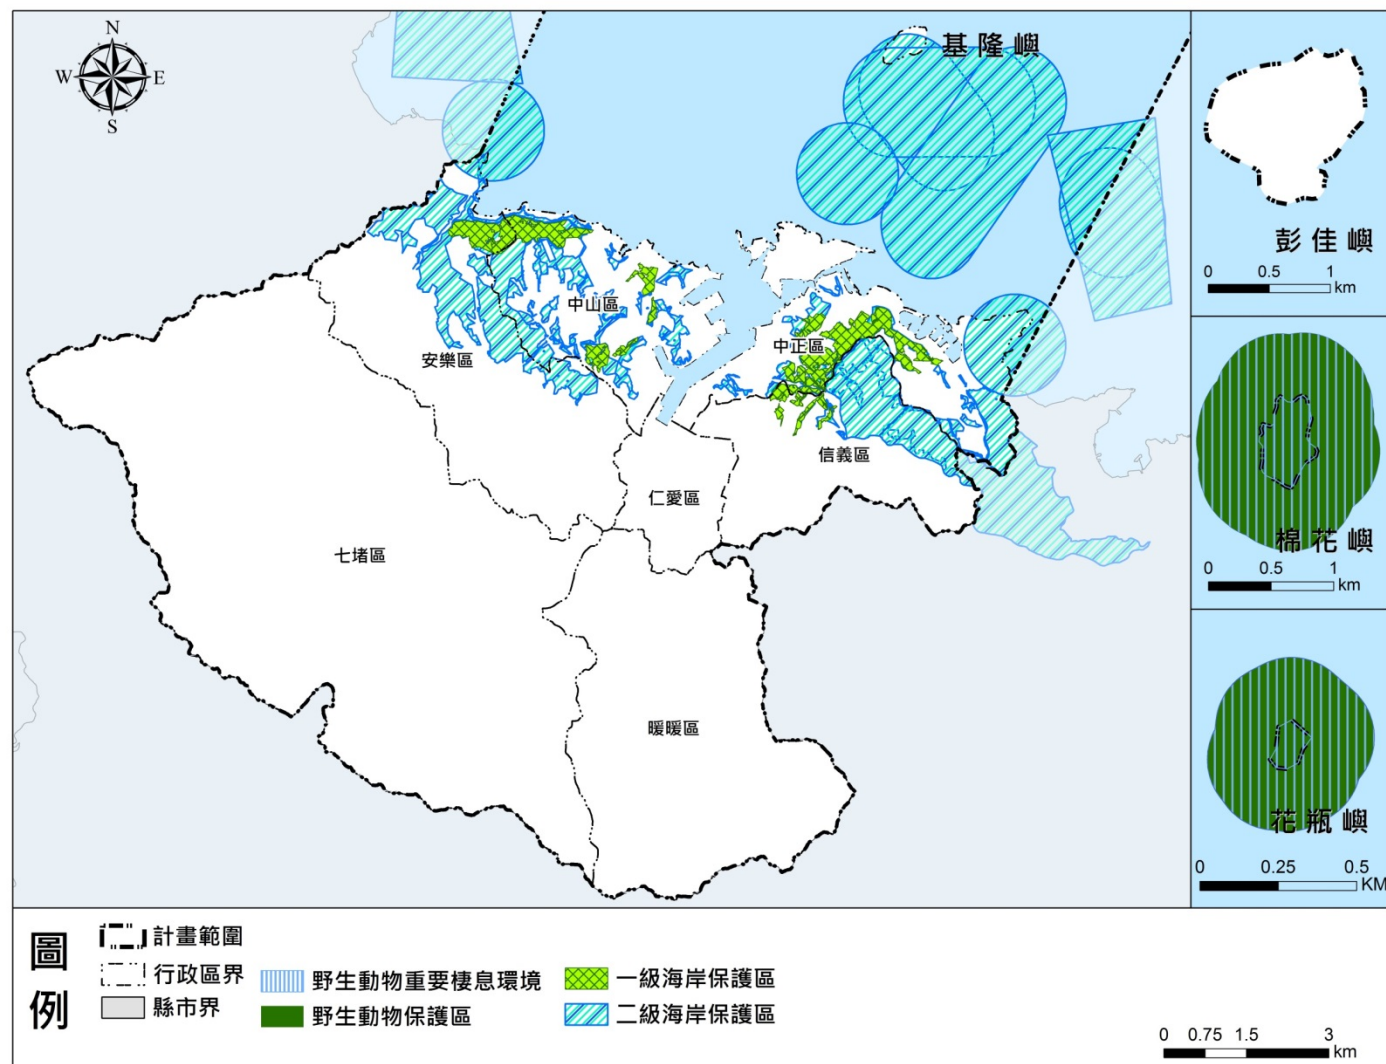 N
W
E
S
基隆嶼
中山區
中正區
安樂區
信義區
仁愛區
七堵區
暖暖區
彭佳嶼
0 0.5 1
km
棉花嶼
0 0.5 1
km
花瓶嶼
0 0.25 0.5
KM
圖例
計畫範圍
行政區界
縣市界
野生動物重要棲息環境
野生動物保護區
一級海岸保護區
二級海岸保護區
0 0.75 1.5 3
km